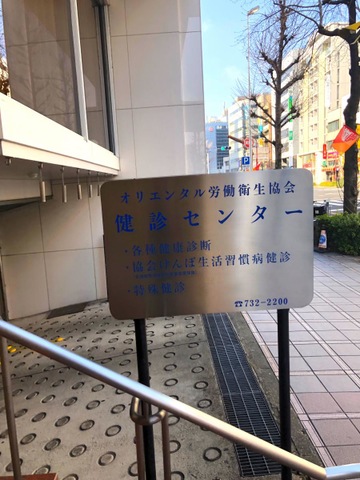 オリエンタル労働衛生協会
健診センター
・各種健康診断
・協会けんぽ生活習慣病健診
・特殊健診
☎732-2200
P